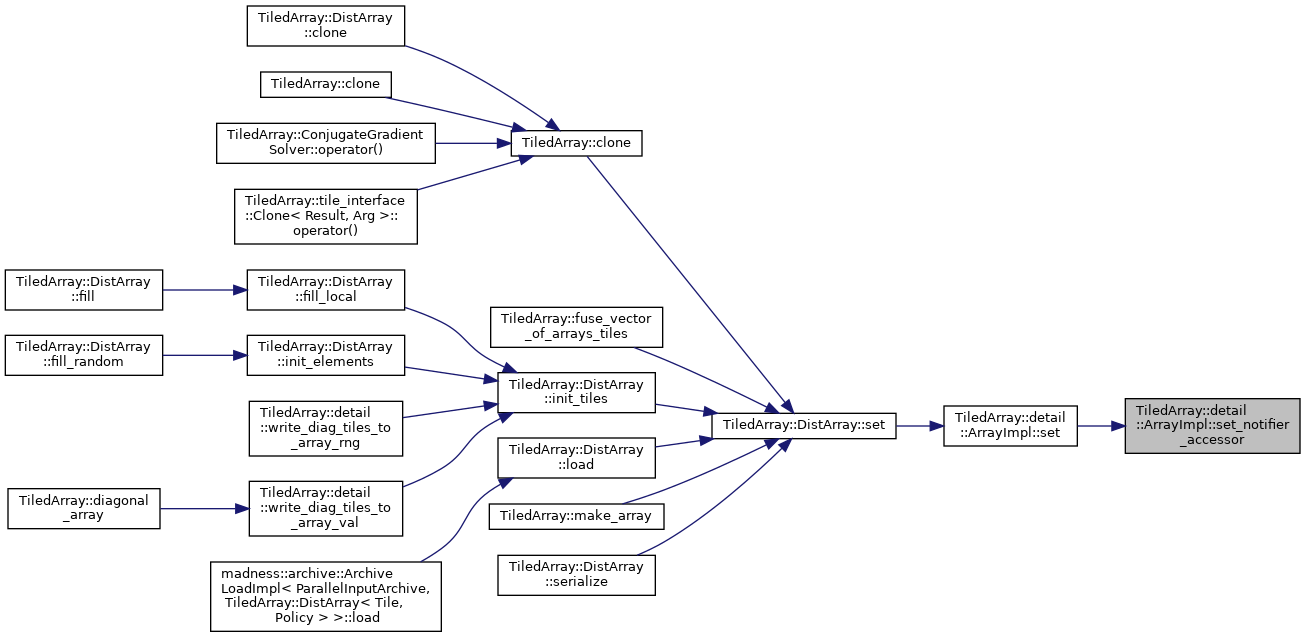 TiledArray::DistArray
::clone
TiledArray::clone
TiledArray::ConjugateGradient
Solver::operator()
TiledArray::tile_interface
::Clone< Result, Arg >::
operator()
TiledArray::clone
TiledArray::DistArray
::fill
TiledArray::DistArray
::fill_local
TiledArray::DistArray
::fill_random
TiledArray::DistArray
::init_elements
TiledArray::detail
::write_diag_tiles_to
_array_rng
TiledArray::diagonal
_array
TiledArray::detail
::write_diag_tiles_to
_array_val
madness::archive::Archive
LoadImpl< ParallelInputArchive,
TiledArray::DistArray< Tile,
Policy > >::load
TiledArray::fuse_vector
_of_arrays_tiles
TiledArray::DistArray
::init_tiles
TiledArray::DistArray
::load
TiledArray::make_array
TiledArray::DistArray
::serialize
TiledArray::DistArray::set
TiledArray::detail
::ArrayImpl::set
TiledArray::detail
::ArrayImpl::set_notifier
_accessor